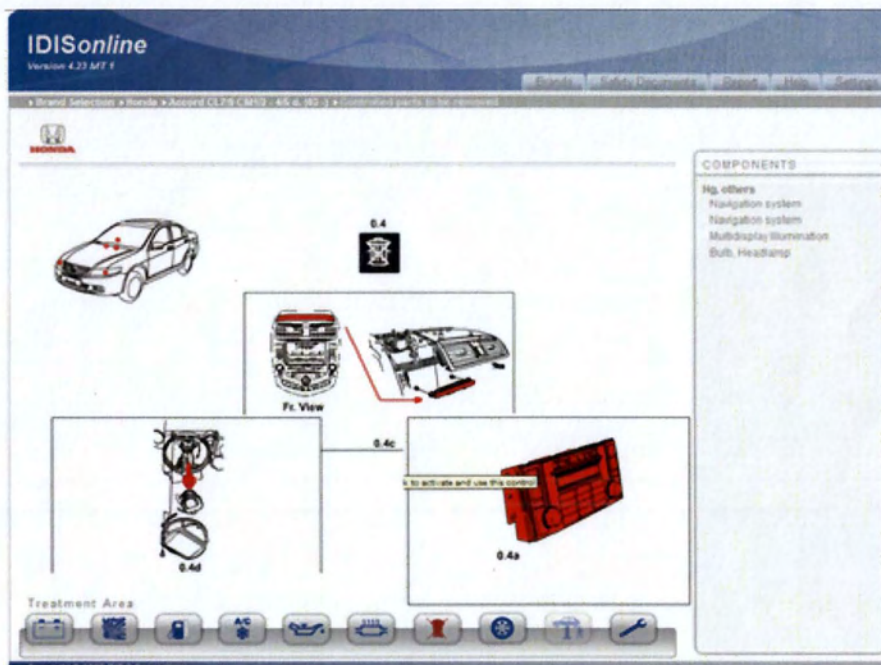 IDISonline
Version 4.23 MT 1
Brands Safety Documents Report Help Settings
▸ Brand Selection ▸ Honda ▸ Accord CL7/9 CM1/2 - 4/5 d. (03 -) ▸ Controlled parts (to be removed)
HONDA
COMPONENTS
Hg, others
Navigation system
Navigation system
Multidisplay Illumination
Bulb, Headlamp
0.4
Fr. View
0.4c
k to activate and use this control
0.4d
0.4a
Treatment Area
A/C